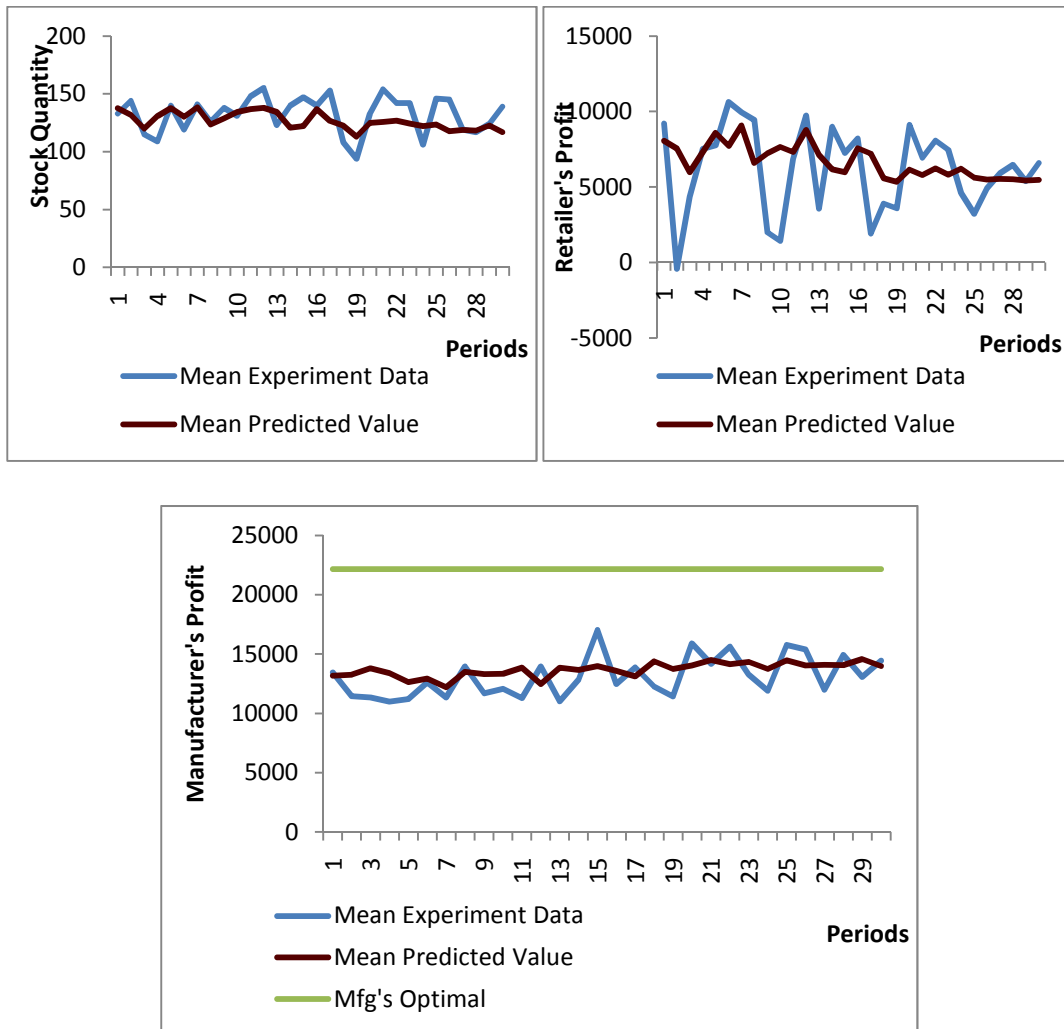 Stock Quantity
200
150
100
50
0
1 4 7 10 13 16 19 22 25 28
Periods
Mean Experiment Data
Mean Predicted Value
Retailer's Profit
15000
10000
5000
0
-5000
1 4 7 10 13 16 19 22 25 28
Periods
Mean Experiment Data
Mean Predicted Value
Manufacturer's Profit
25000
20000
15000
10000
5000
0
1 3 5 7 9 11 13 15 17 19 21 23 25 27 29
Periods
Mean Experiment Data
Mean Predicted Value
Mfg's Optimal